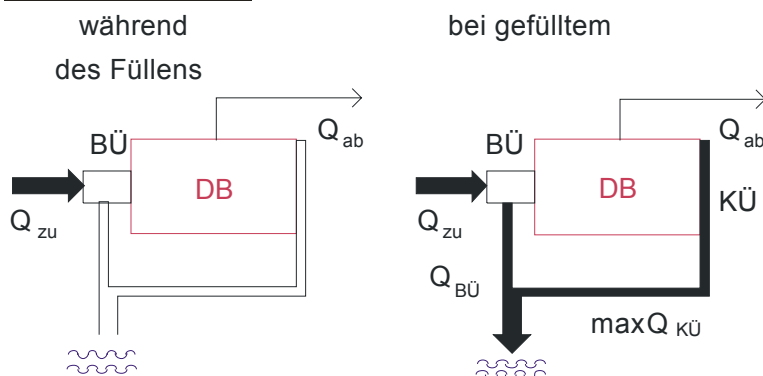 während
des Füllens
BÜ
DB
Q ab
Q zu
bei gefülltem
BÜ
DB
Q ab
KÜ
Q zu
Q BÜ
maxQ KÜ